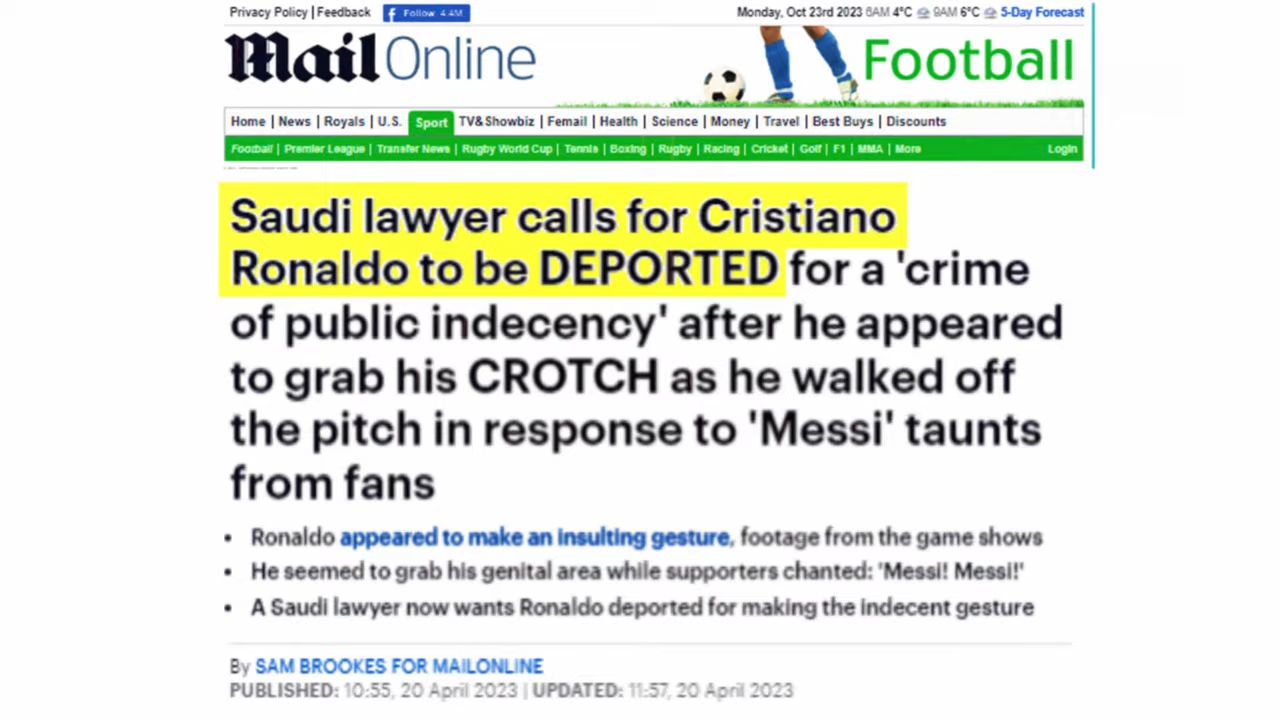 Privacy Policy | Feedback Follow 4.4M Monday, Oct 23rd 2023 6AM 4°C 9AM 6°C 5-Day Forecast
Mail Online Football
Home | News | Royals | U.S. Sport TV&Showbiz | Femail | Health | Science | Money | Travel | Best Buys | Discounts
Football | Premier League | Transfer News | Rugby World Cup | Tennis | Boxing | Rugby | Racing | Cricket | Golf | F1 | MMA | More Login
Saudi lawyer calls for Cristiano
Ronaldo to be DEPORTED for a 'crime
of public indecency' after he appeared
to grab his CROTCH as he walked off
the pitch in response to 'Messi' taunts
from fans
• Ronaldo appeared to make an insulting gesture, footage from the game shows
• He seemed to grab his genital area while supporters chanted: 'Messi! Messi!'
• A Saudi lawyer now wants Ronaldo deported for making the indecent gesture
By SAM BROOKES FOR MAILONLINE
PUBLISHED: 10:55, 20 April 2023 | UPDATED: 11:57, 20 April 2023